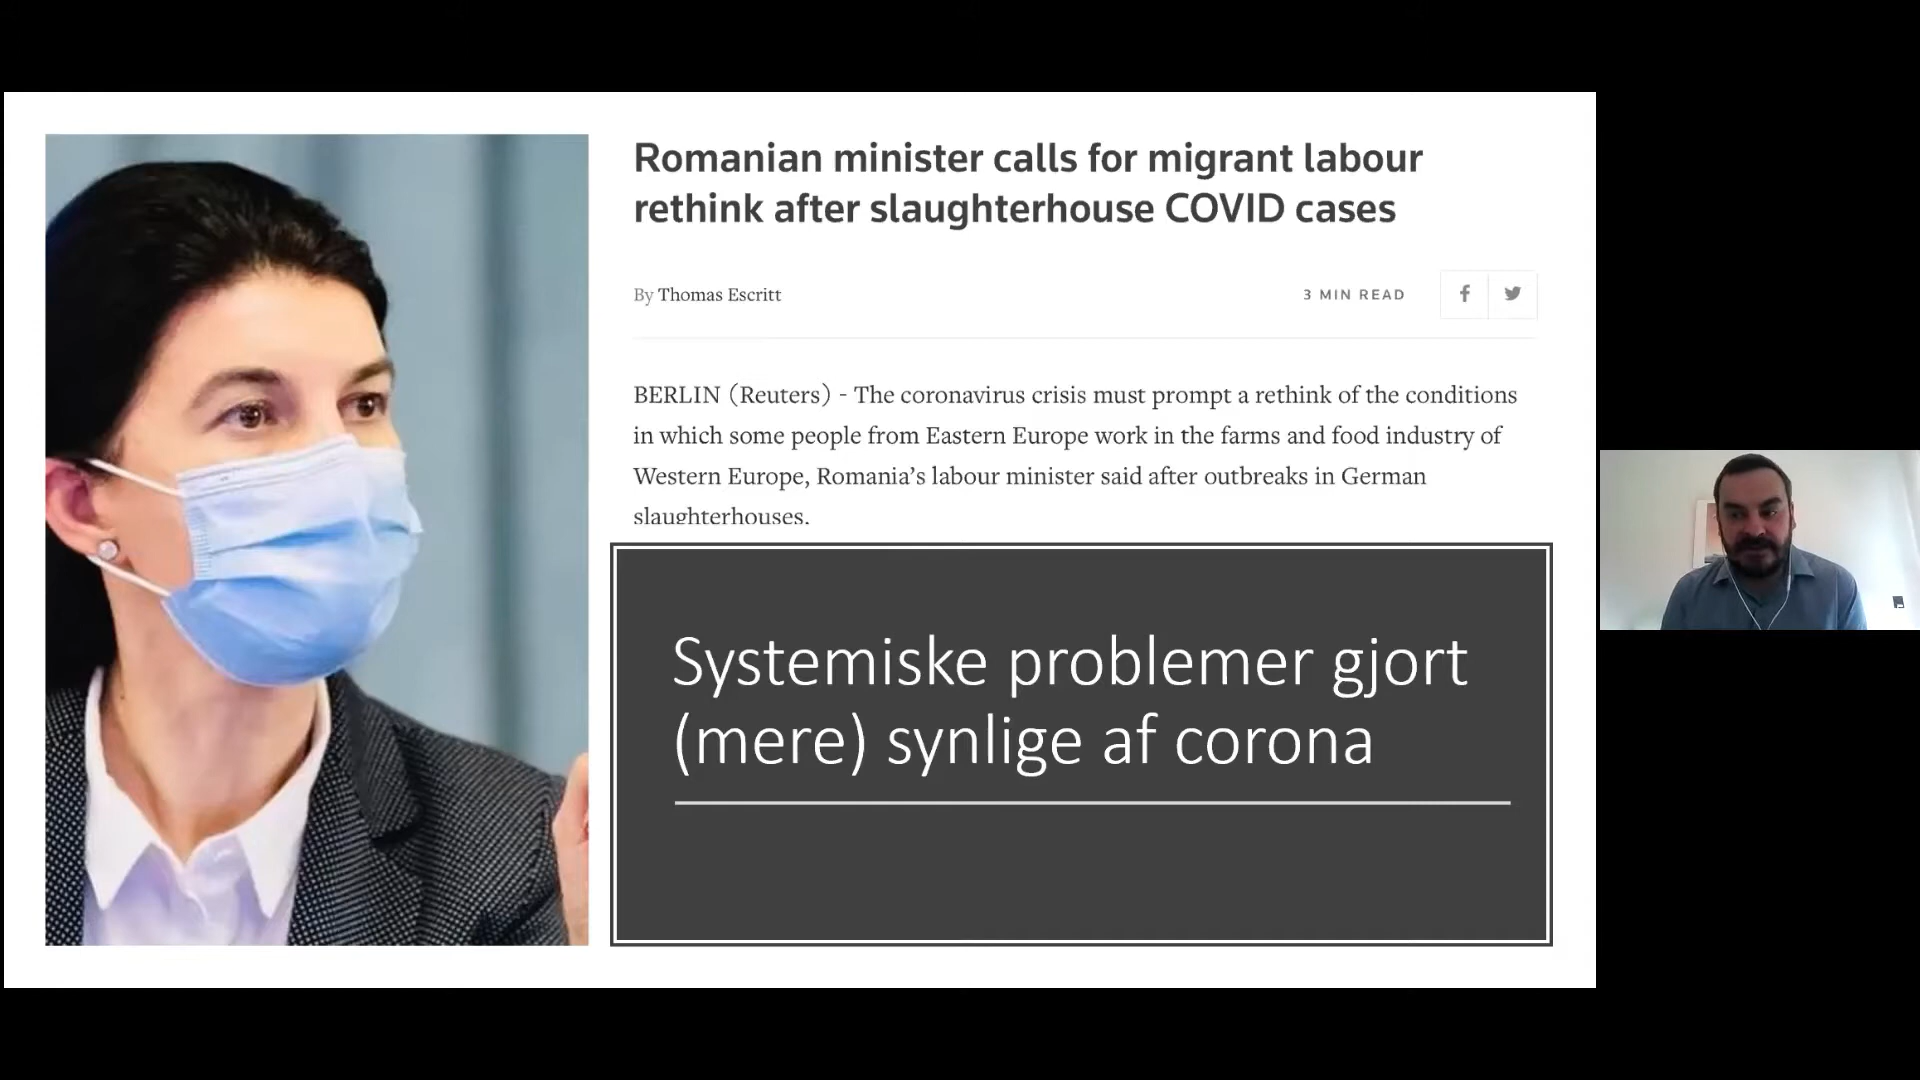 Romanian minister calls for migrant labour
rethink after slaughterhouse COVID cases
By Thomas Escritt
3 MIN READ
BERLIN (Reuters) - The coronavirus crisis must prompt a rethink of the conditions
in which some people from Eastern Europe work in the farms and food industry of
Western Europe, Romania’s labour minister said after outbreaks in German
slaughterhouses.
Systemiske problemer gjort
(mere) synlige af corona